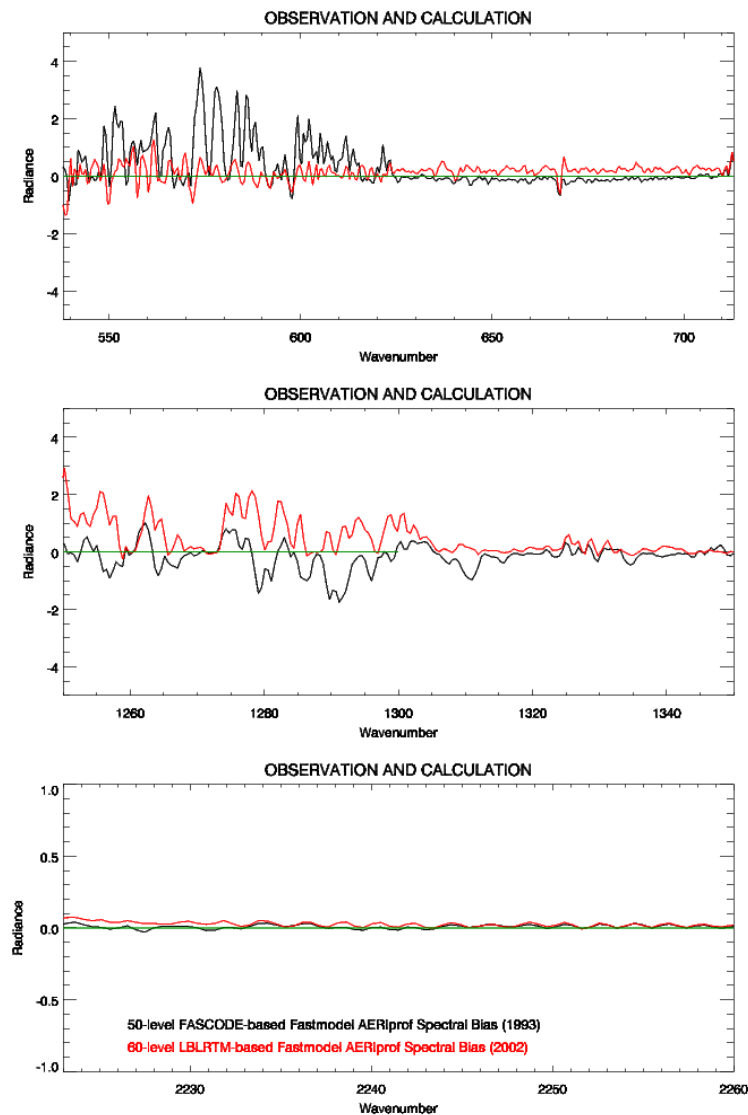 OBSERVATION AND CALCULATION
4
2
0
-2
-4
Radiance
550
600
650
700
Wavenumber
OBSERVATION AND CALCULATION
4
2
0
-2
-4
Radiance
1260
1280
1300
1320
1340
Wavenumber
OBSERVATION AND CALCULATION
1.0
0.5
0.0
-0.5
-1.0
Radiance
50-level FASCODE-based Fastmodel AERIprof Spectral Bias (1993)
60-level LBLRTM-based Fastmodel AERIprof Spectral Bias (2002)
2230
2240
2250
2260
Wavenumber